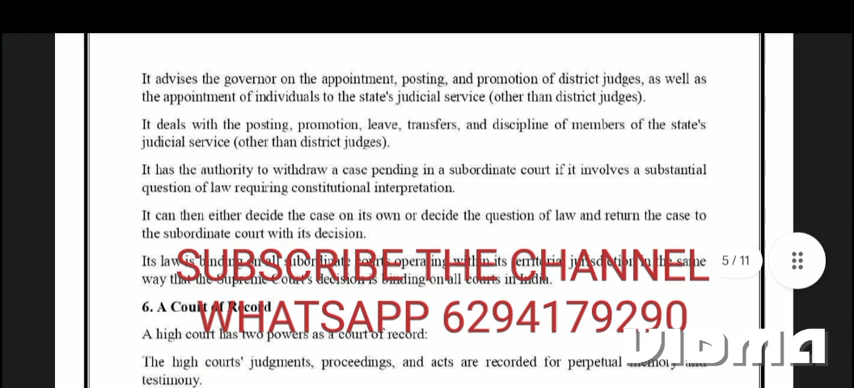 It advises the governor on the appointment, posting, and promotion of district judges, as well as
the appointment of individuals to the state's judicial service (other than district judges).
It deals with the posting, promotion, leave, transfers, and discipline of members of the state's
judicial service (other than district judges).
It has the authority to withdraw a case pending in a subordinate court if it involves a substantial
question of law requiring constitutional interpretation.
It can then either decide the case on its own or decide the question of law and return the case to
the subordinate court with its decision.
Its law is binding on all subordinate courts operating within its territorial jurisdiction in the same
way that the Supreme Court's decision is binding on all courts in India.
SUBSCRIBE THE CHANNEL
5 / 11
6. A Court of Record
WHATSAPP 6294179290
A high court has two powers as a court of record:
VIDMA
The high courts' judgments, proceedings, and acts are recorded for perpetual memory and
testimony.